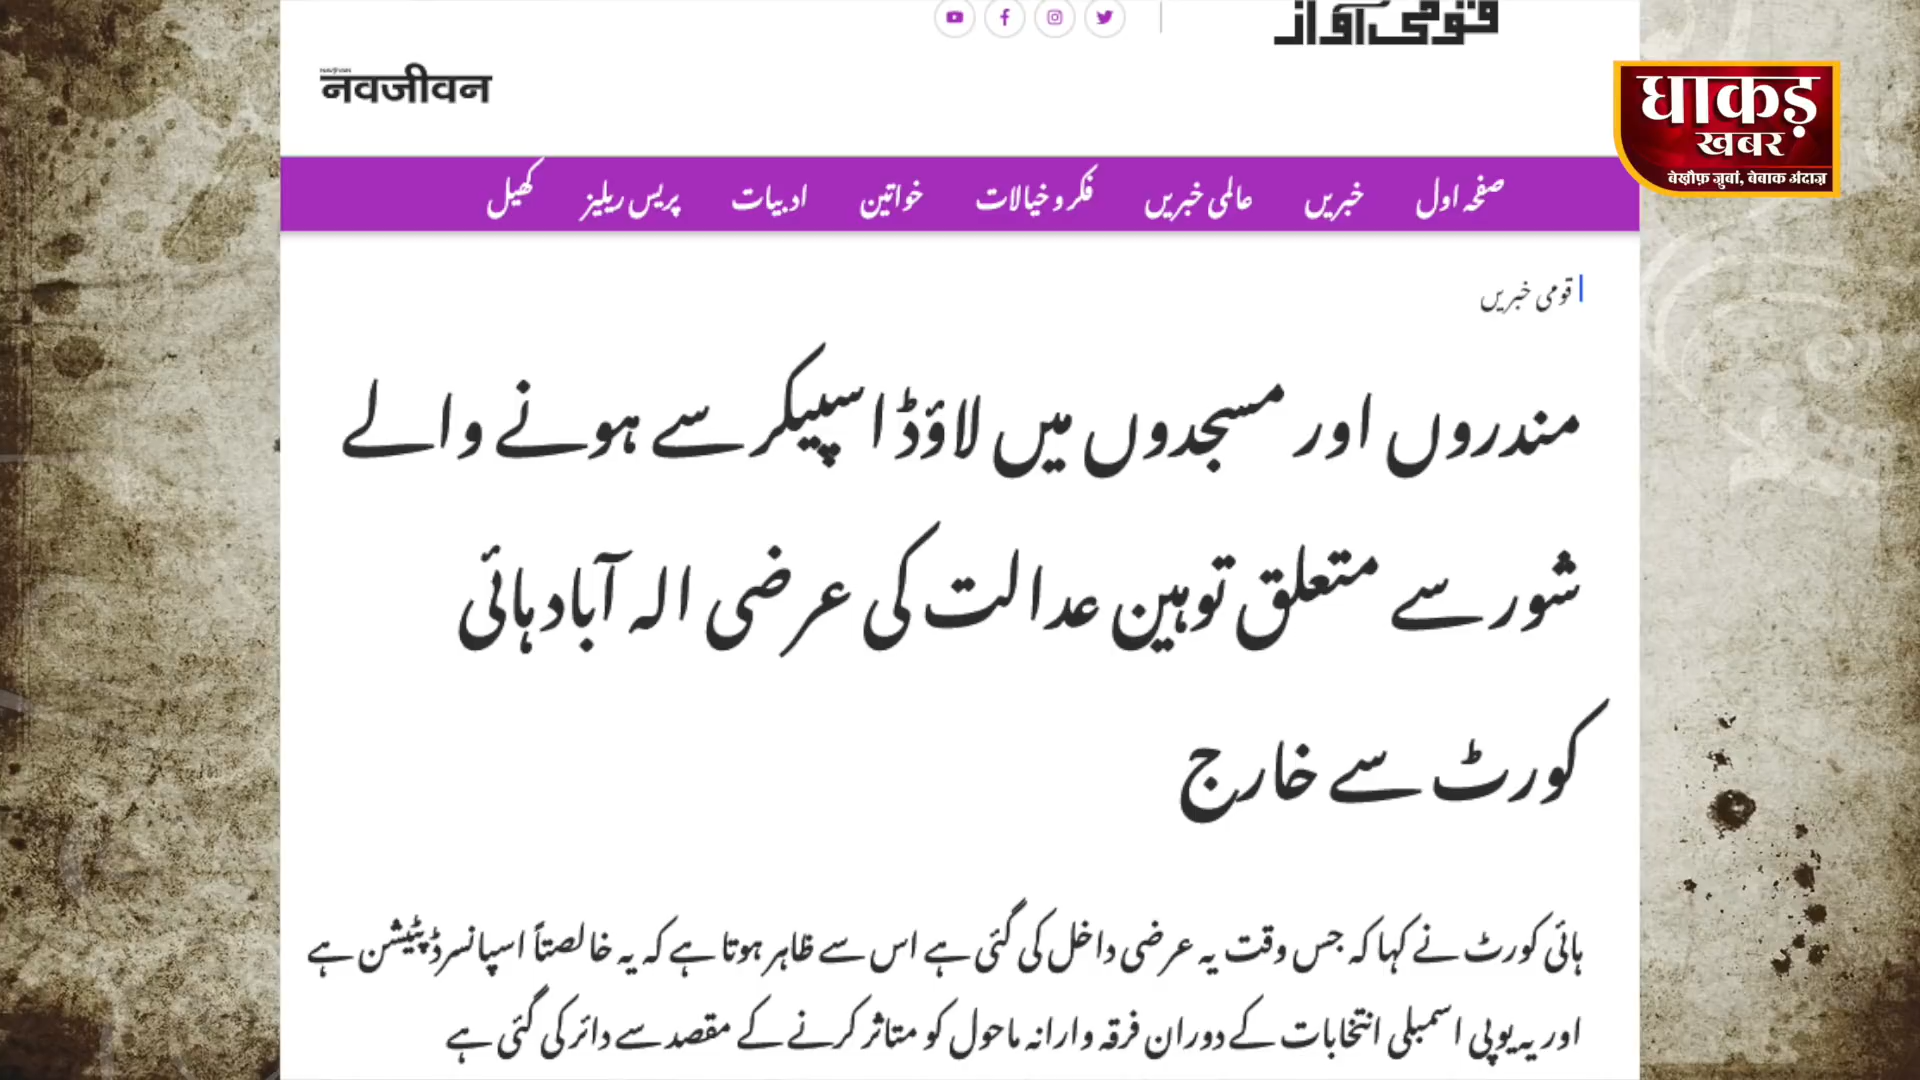 قومی آواز
NAVJIVAN
नवजीवन
धाकड़
खबर
बेख़ौफ़ जुबां, बेबाक अंदाज़
صفحہ اول خبریں عالمی خبریں فکر و خیالات خواتین ادبیات پریس ریلیز کھیل
قومی خبریں
مندروں اور مسجدوں میں لاؤڈ اسپیکر سے ہونے والے
شور سے متعلق توہین عدالت کی عرضی الہ آباد ہائی
کورٹ سے خارج
ہائی کورٹ نے کہا کہ جس وقت یہ عرضی داخل کی گئی ہے اس سے ظاہر ہوتا ہے کہ یہ خالصتاً اسپانسرڈ پٹیشن ہے
اور یہ یوپی اسمبلی انتخابات کے دوران فرقہ وارانہ ماحول کو متاثر کرنے کے مقصد سے دائر کی گئی ہے